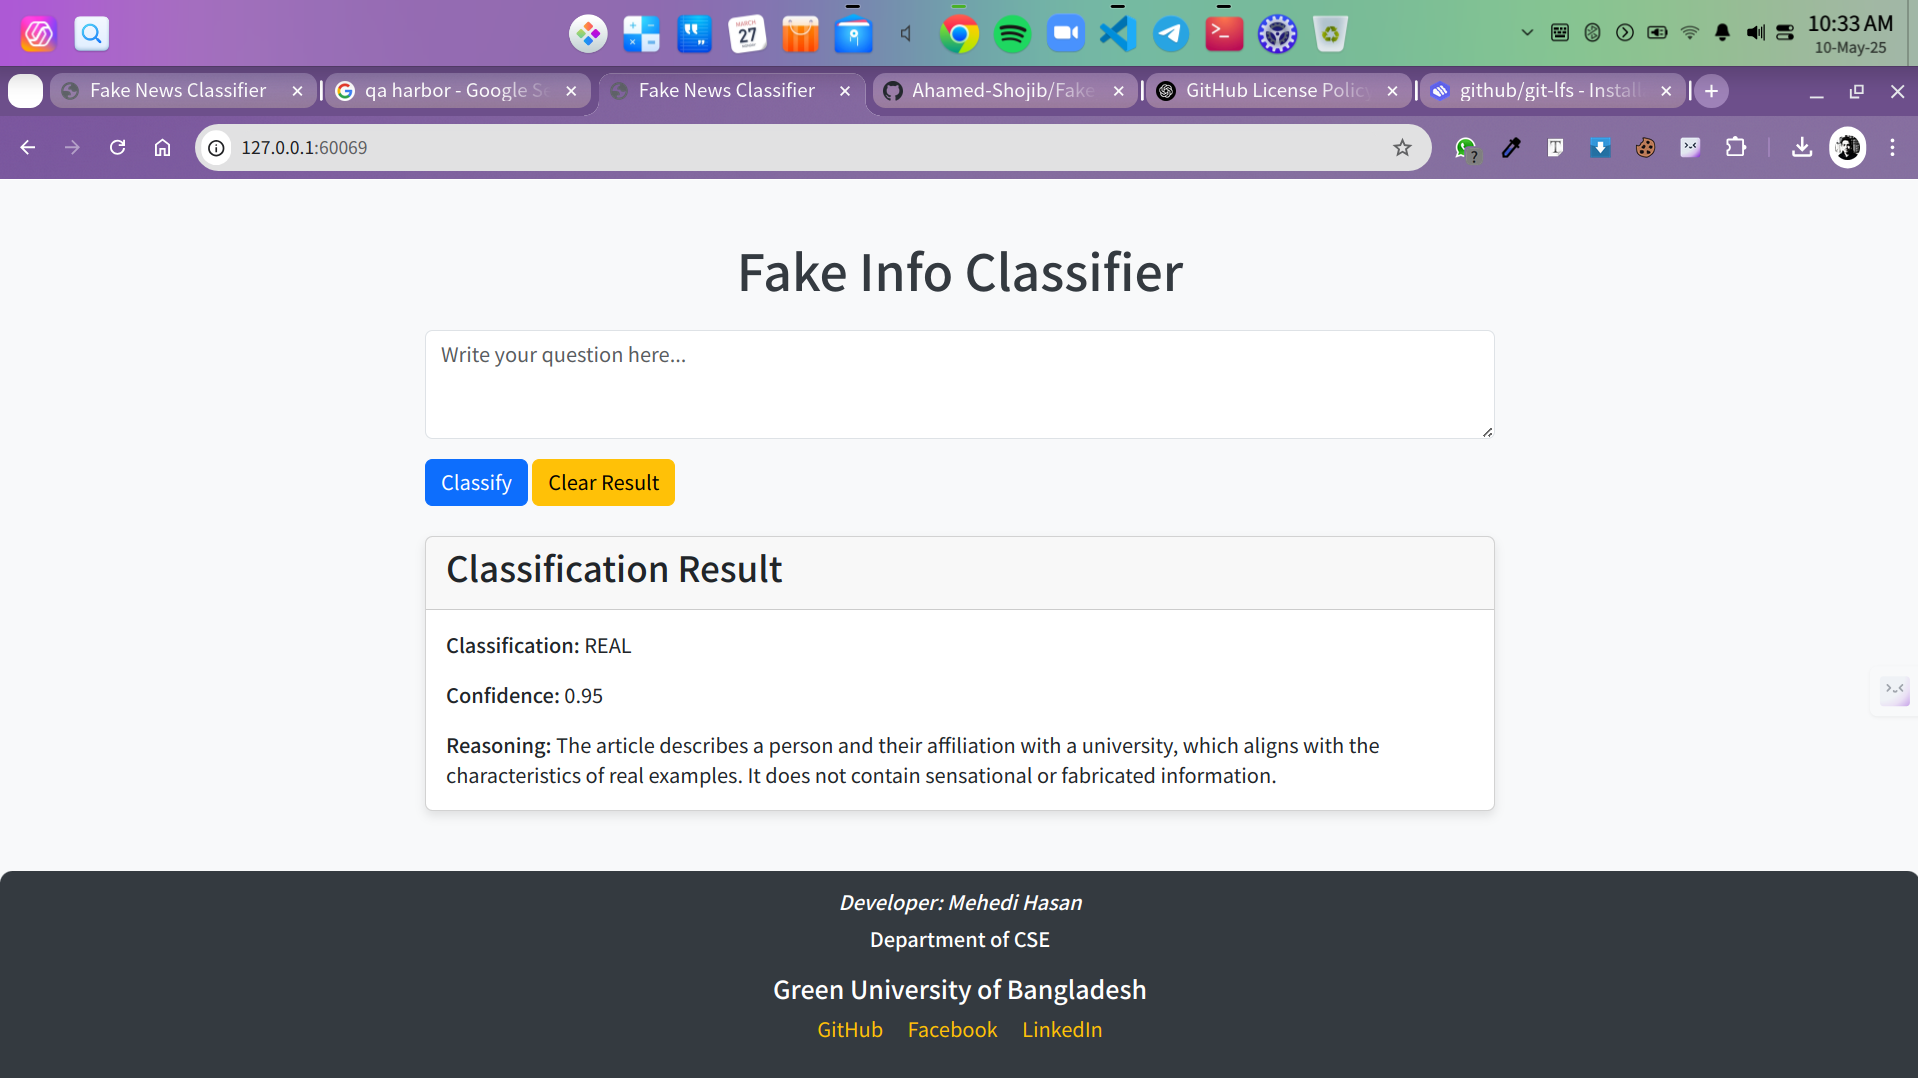 MARCH
27
10:33 AM
10-May-25
Fake News Classifier
qa harbor - Google Se
Fake News Classifier
Ahamed-Shojib/Fake
GitHub License Policy
github/git-lfs - Install
127.0.0.1:60069
Fake Info Classifier
Write your question here...
Classify
Clear Result
Classification Result
Classification: REAL
Confidence: 0.95
Reasoning: The article describes a person and their affiliation with a university, which aligns with the
characteristics of real examples. It does not contain sensational or fabricated information.
Developer: Mehedi Hasan
Department of CSE
Green University of Bangladesh
GitHub Facebook LinkedIn